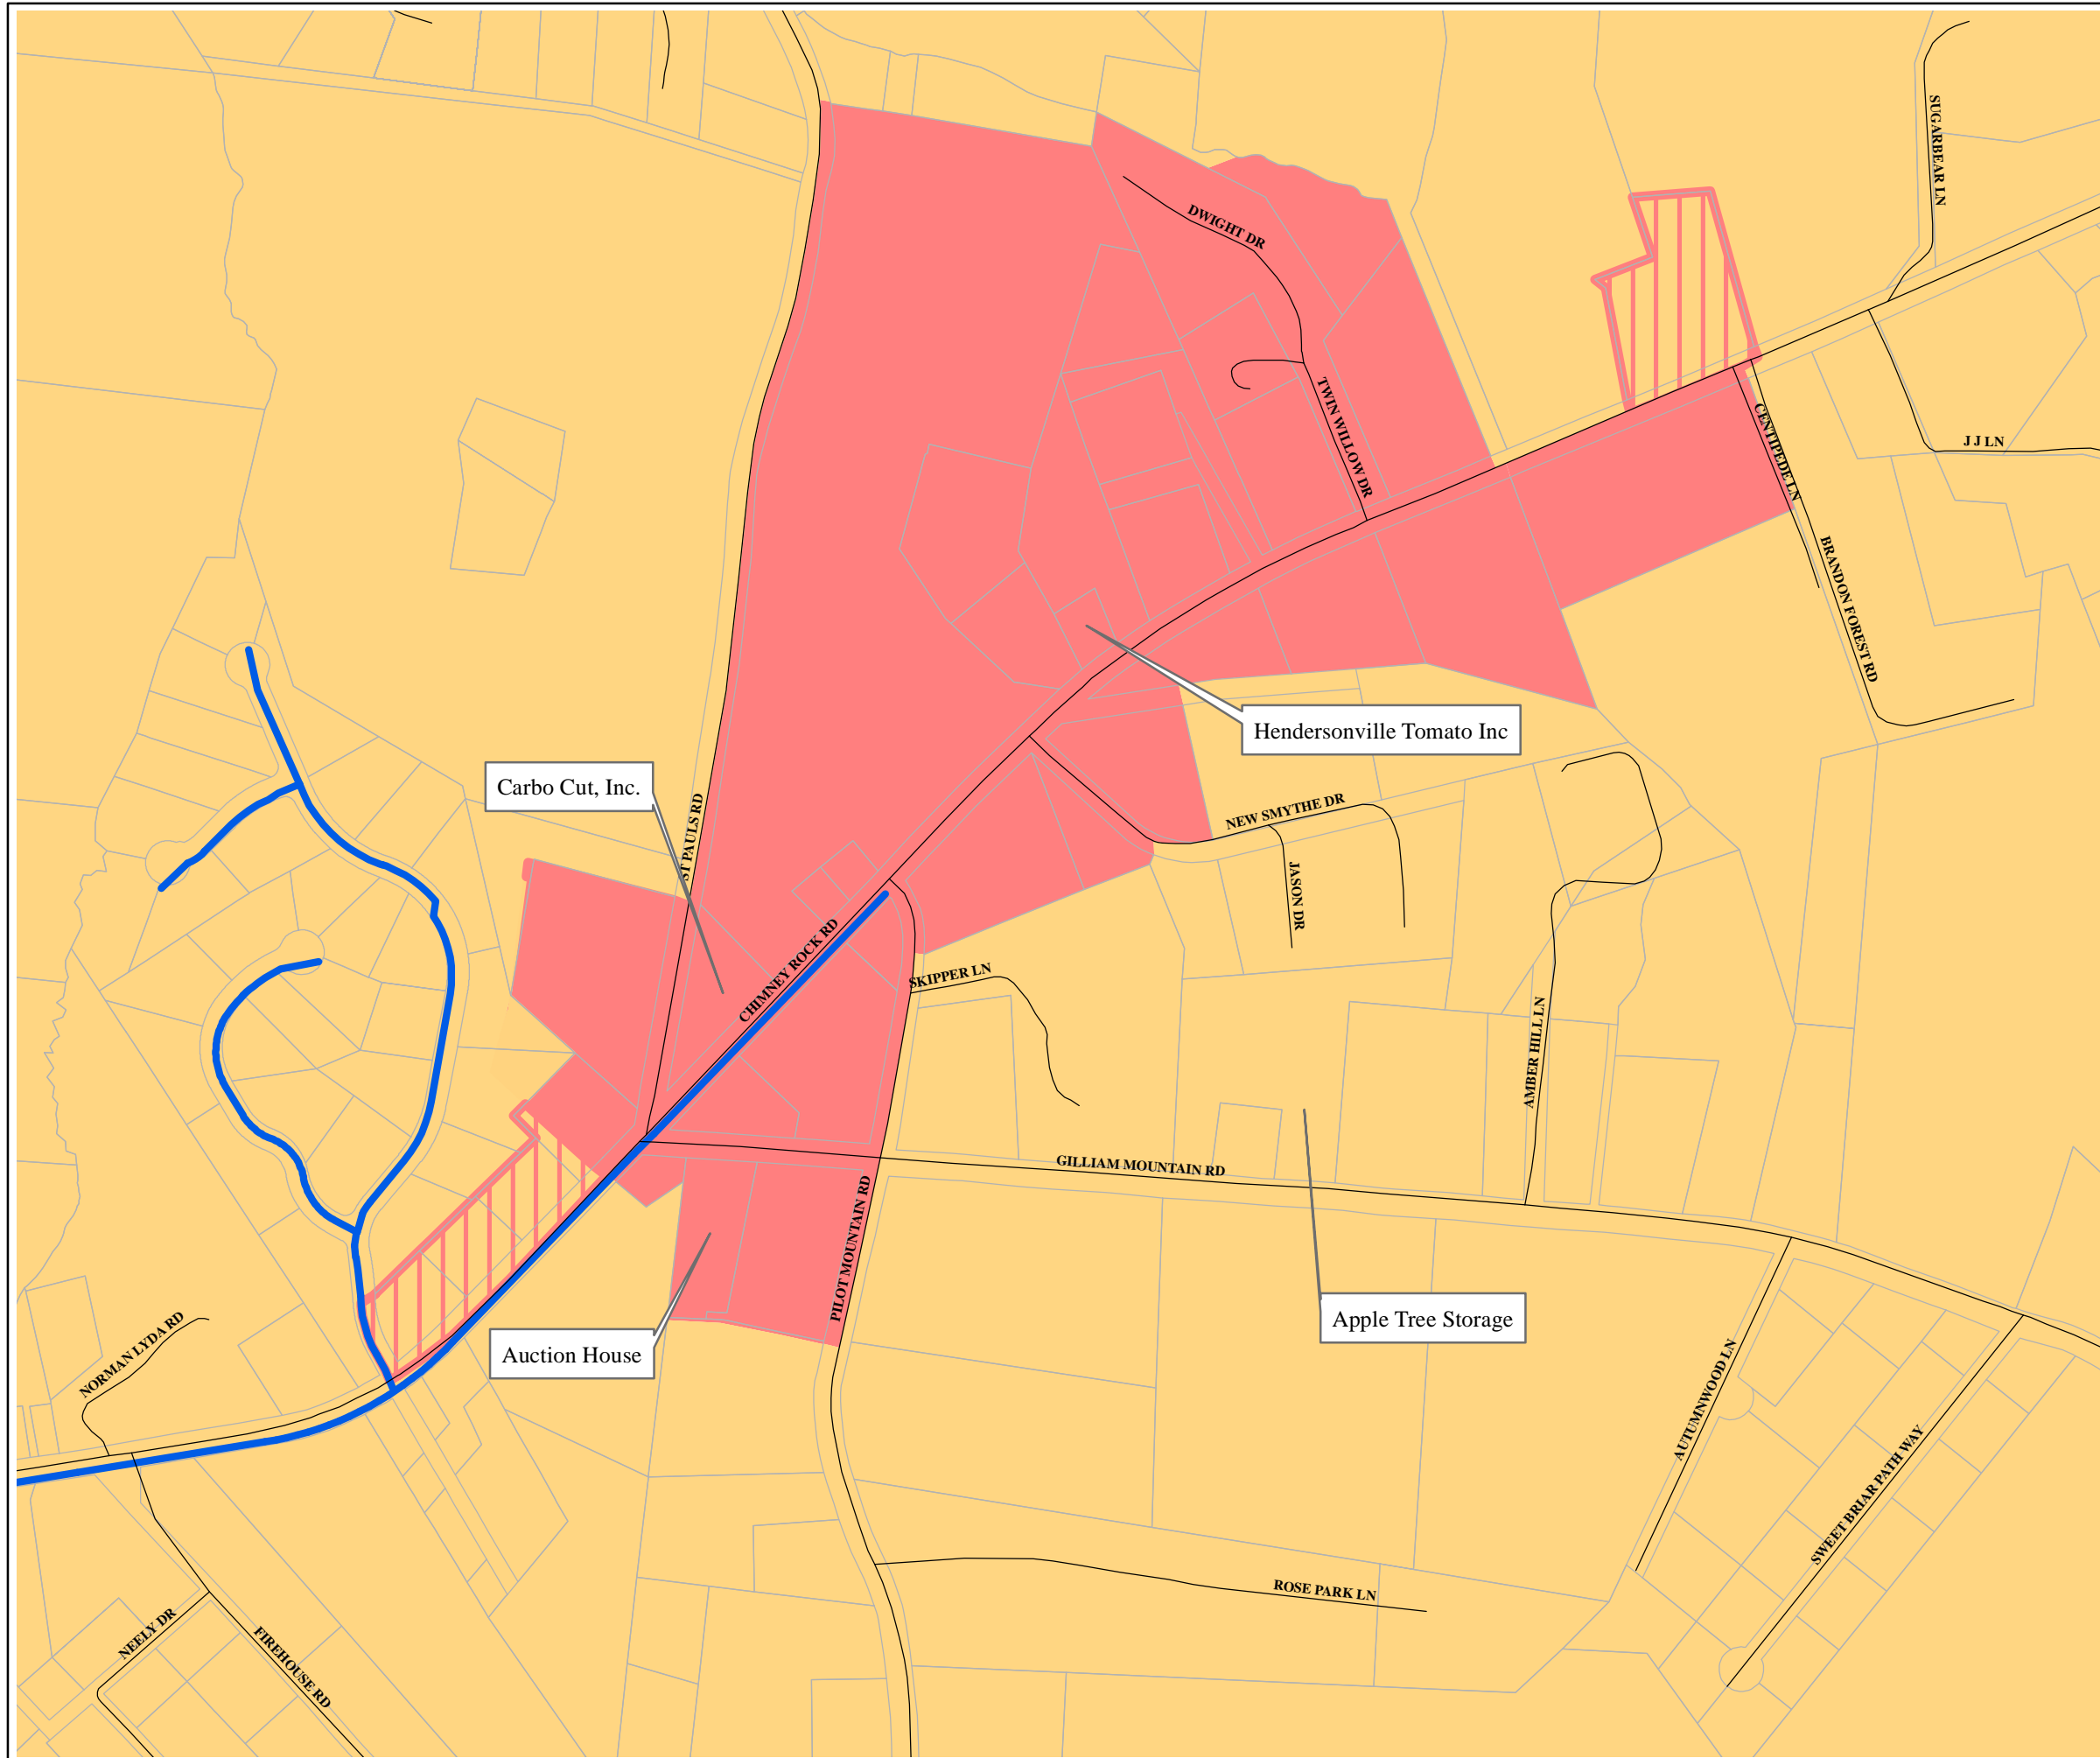 SUGARBEAR LN
DWIGHT DR
TWIN WILLOW DR
CENTIPEDE LN
J J LN
BRANDON FOREST RD
Hendersonville Tomato Inc
Carbo Cut, Inc.
ST PAULS RD
NEW SMYTHE DR
JASON DR
CHIMNEY ROCK RD
SKIPPER LN
AMBER HILL LN
GILLIAM MOUNTAIN RD
PILOT MOUNTAIN RD
Apple Tree Storage
Auction House
NORMAN LYDA RD
AUTUMNWOOD LN
SWEET BRIAR PATH WAY
ROSE PARK LN
NEELY DR
FIREHOUSE RD